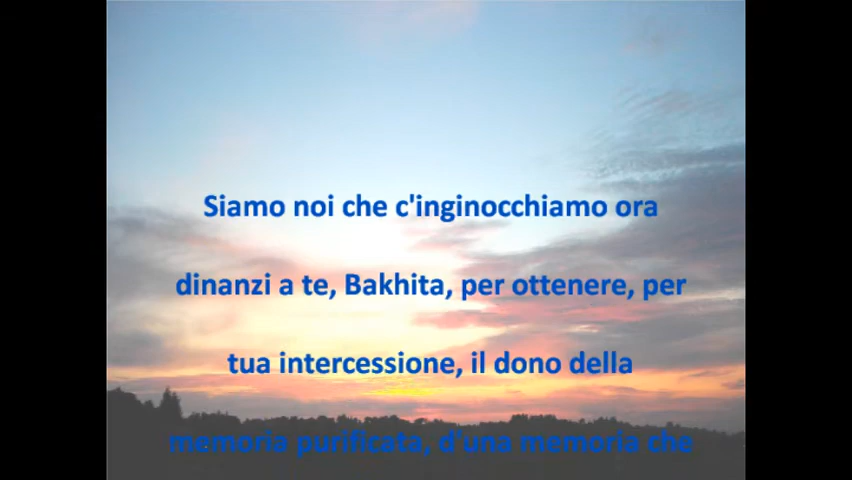 Siamo noi che c'inginocchiamo ora
dinanzi a te, Bakhita, per ottenere, per
tua intercessione, il dono della
memoria purificata, d'una memoria che